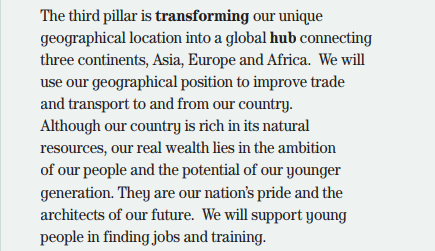 The third pillar is transforming our unique
geographical location into a global hub connecting
three continents, Asia, Europe and Africa.  We will
use our geographical position to improve trade
and transport to and from our country.
Although our country is rich in its natural
resources, our real wealth lies in the ambition
of our people and the potential of our younger
generation. They are our nation's pride and the
architects of our future.  We will support young
people in finding jobs and training.